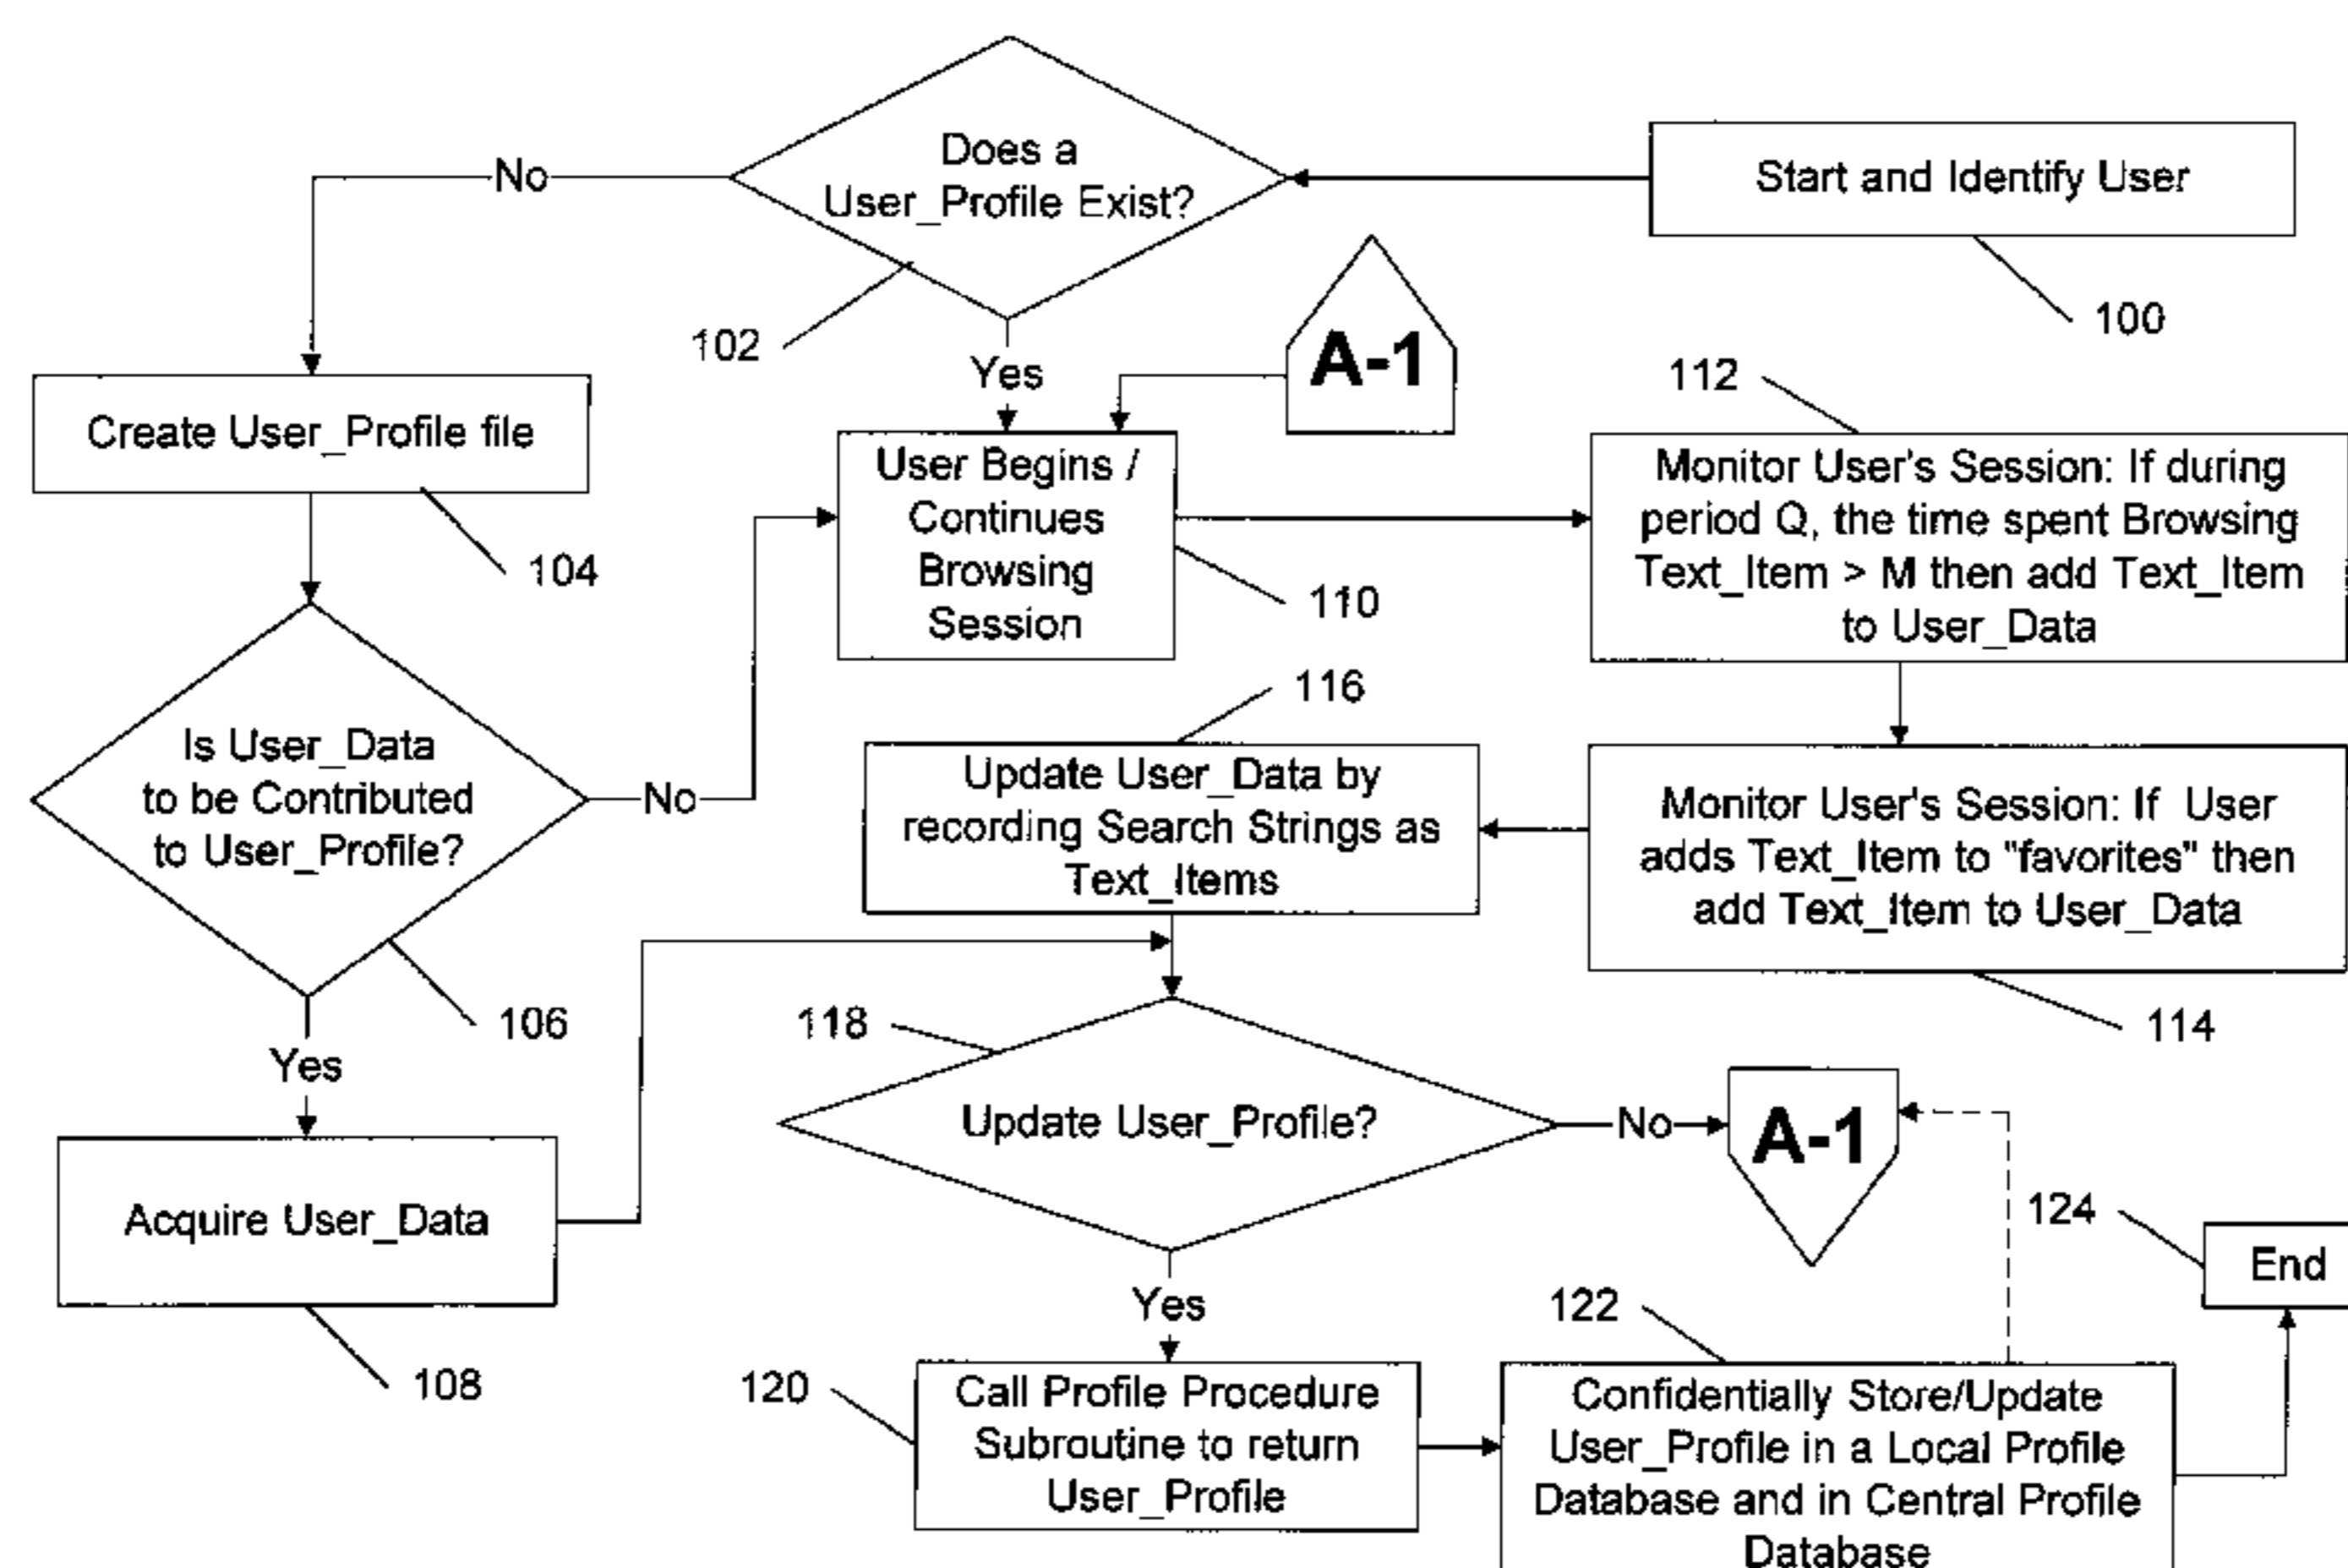 Does a
User_Profile Exist?
Start and Identify User
No
102
100
Yes
A-1
112
Create User_Profile file
104
User Begins /
Continues
Browsing
Session
110
Monitor User's Session: If during
period Q, the time spent Browsing
Text_Item > M then add Text_Item
to User_Data
Is User_Data
to be Contributed
to User_Profile?
No
106
116
Update User_Data by
recording Search Strings as
Text_Items
Monitor User's Session: If User
adds Text_Item to "favorites" then
add Text_Item to User_Data
114
Yes
118
Update User_Profile?
No
A-1
Acquire User_Data
108
124
End
Yes
122
120
Call Profile Procedure
Subroutine to return
User_Profile
Confidentially Store/Update
User_Profile in a Local Profile
Database and in Central Profile
Database